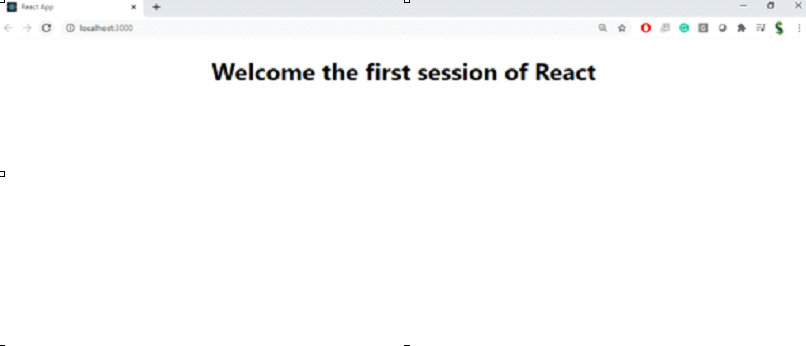 React App
localhost:3000
Welcome the first session of React